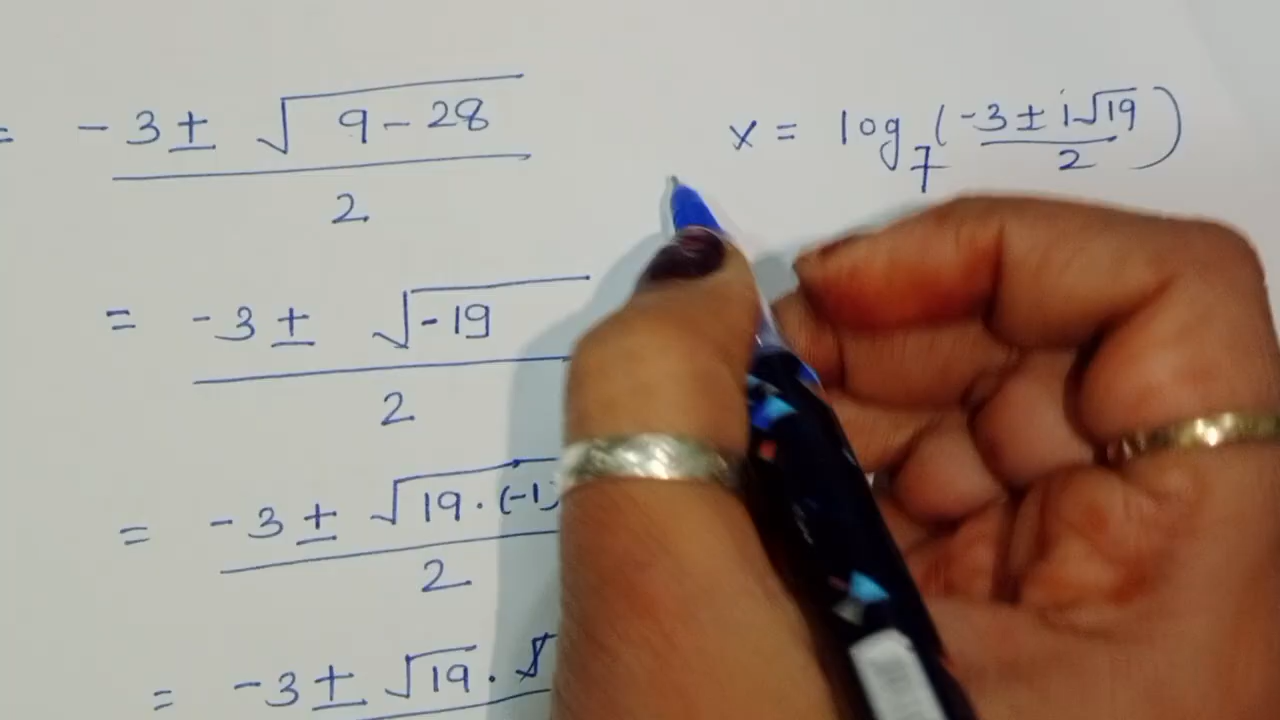 = -3 ± √9-28
2
= -3 ± √-19
2
= -3 ± √19 · (-1)
2
= -3 ± √19 ·
x = log₇(-3 ± i√19
2)